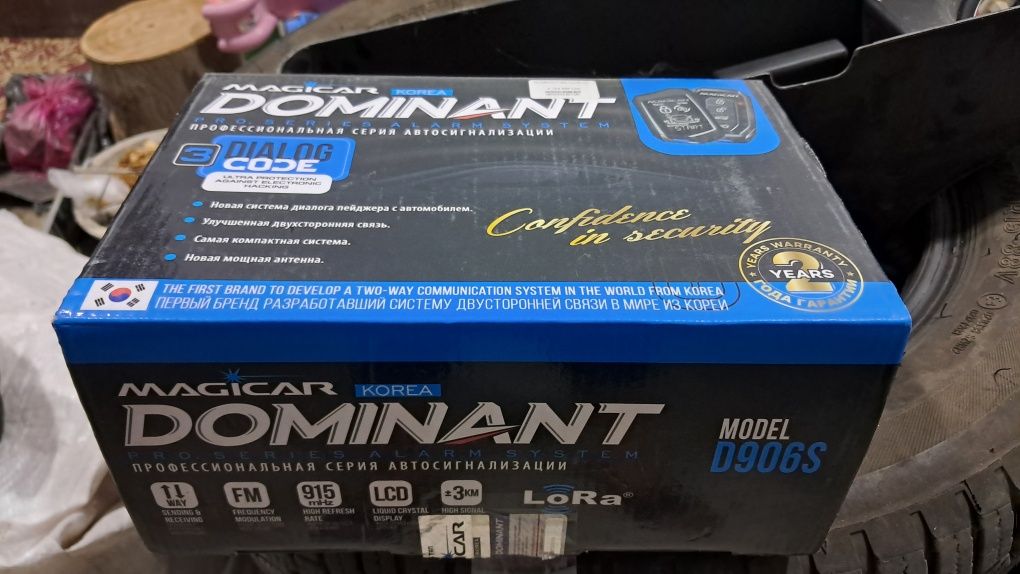 MAGICAR KOREA
DOMINANT
PRO.SERIES ALARM SYSTEM
ПРОФЕССИОНАЛЬНАЯ СЕРИЯ АВТОСИГНАЛИЗАЦИИ
3 DIALOG
CODE
ULTRA PROTECTION
AGAINST ELECTRONIC
HACKING
Новая система диалога пейджера с автомобилем.
Улучшенная двухсторонняя связь.
Самая компактная система.
Новая мощная антенна.
Confidence
in security
YEARS WARRANTY
2
YEARS
ГОДА ГАРАНТИИ
THE FIRST BRAND TO DEVELOP A TWO-WAY COMMUNICATION SYSTEM IN THE WORLD FROM KOREA
ПЕРВЫЙ БРЕНД РАЗРАБОТАВШИЙ СИСТЕМУ ДВУСТОРОННЕЙ СВЯЗИ В МИРЕ ИЗ КОРЕИ
MAGICAR KOREA
DOMINANT
PRO.SERIES ALARM SYSTEM
ПРОФЕССИОНАЛЬНАЯ СЕРИЯ АВТОСИГНАЛИЗАЦИИ
MODEL
D906S
WAY
SENDING &
RECEIVING
FM
FREQUENCY
MODULATION
915
mHz
HIGH REFRESH
RATE
LCD
LIQUID CRYSTAL
DISPLAY
±3KM
HIGH SIGNAL
LoRa®
CAR
DOMINANT